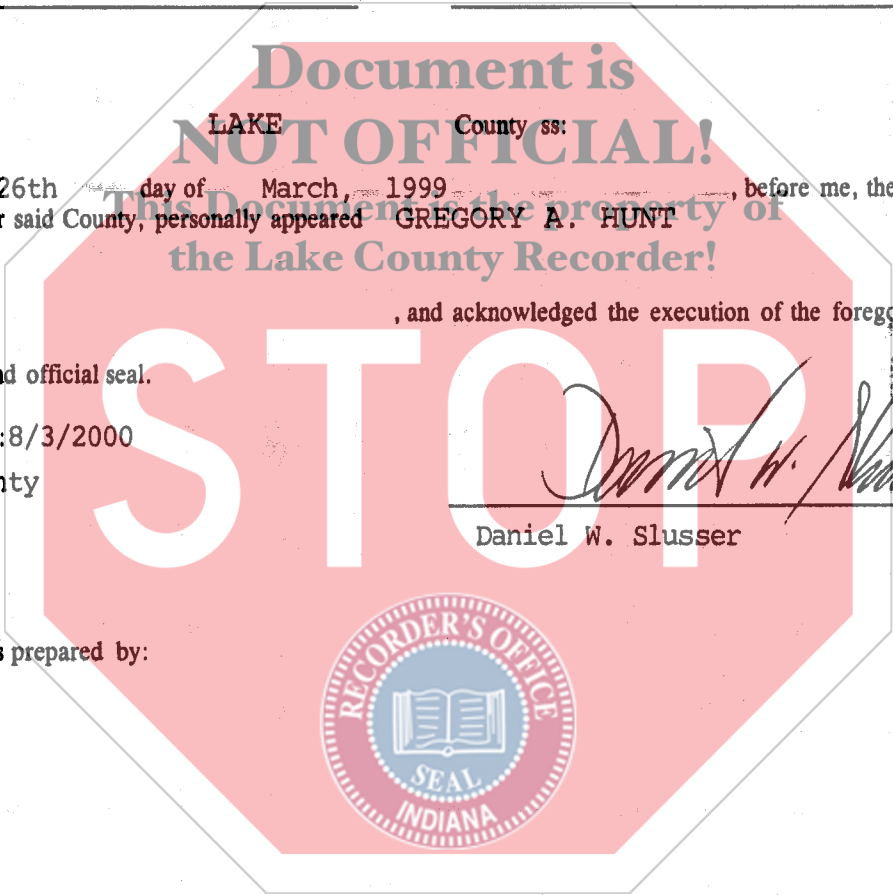 Document is
LAKE County ss:
NOT OFFICIAL!
26th day of March, 1999, before me, the
This Document is the property of
r said County, personally appeared GREGORY A. HUNT
the Lake County Recorder!
, and acknowledged the execution of the forego
d official seal.
STOP
:8/3/2000
nty
Daniel W. Slusser
s prepared by:
RECORDER'S OFFICE
SEAL
INDIANA